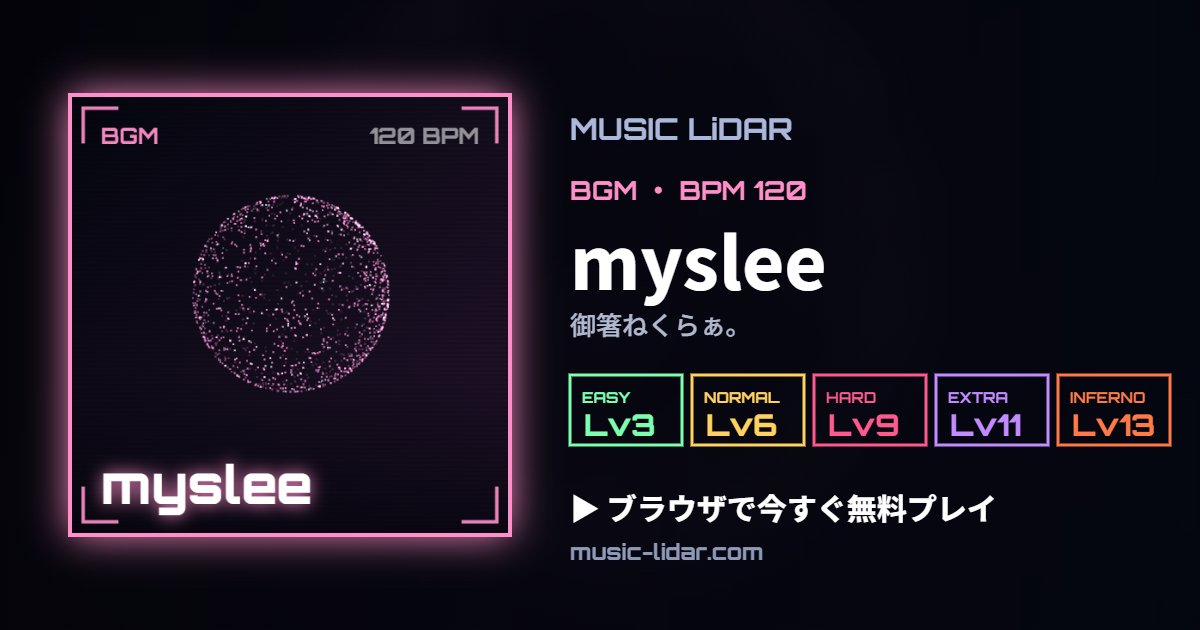 BGM
120 BPM
myslee
MUSIC LiDAR
BGM ・ BPM 120
myslee
御箸ねくらぁ。
EASY
Lv3
NORMAL
Lv6
HARD
Lv9
EXTRA
Lv11
INFERNO
Lv13
▶ ブラウザで今すぐ無料プレイ
music-lidar.com